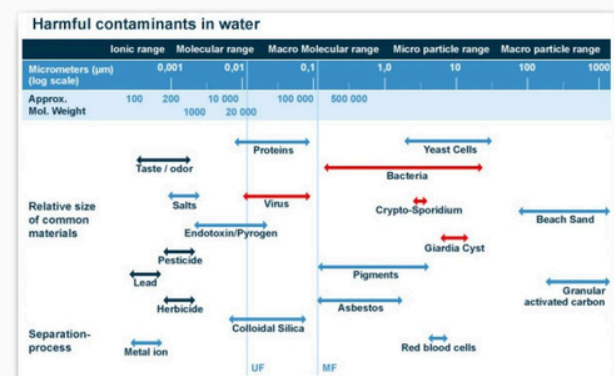 Harmful contaminants in water
Ionic range Molecular range Macro Molecular range Micro particle range Macro particle range
Micrometers (µm) 0,001 0,01 0,1 1,0 10 100 1000
(log scale)
Approx. 100 200 10 000 100 000 500 000
Mol. Weight 1000 20 000
Proteins Yeast Cells
Taste / odor Bacteria
Relative size
of common
materials
Salts Virus Crypto-Sporidium Beach Sand
Endotoxin/Pyrogen Giardia Cyst
Pesticide
Lead Pigments Granular
activated carbon
Herbicide Asbestos
Colloidal Silica
Separation-
process
Metal ion Red blood cells
UF MF